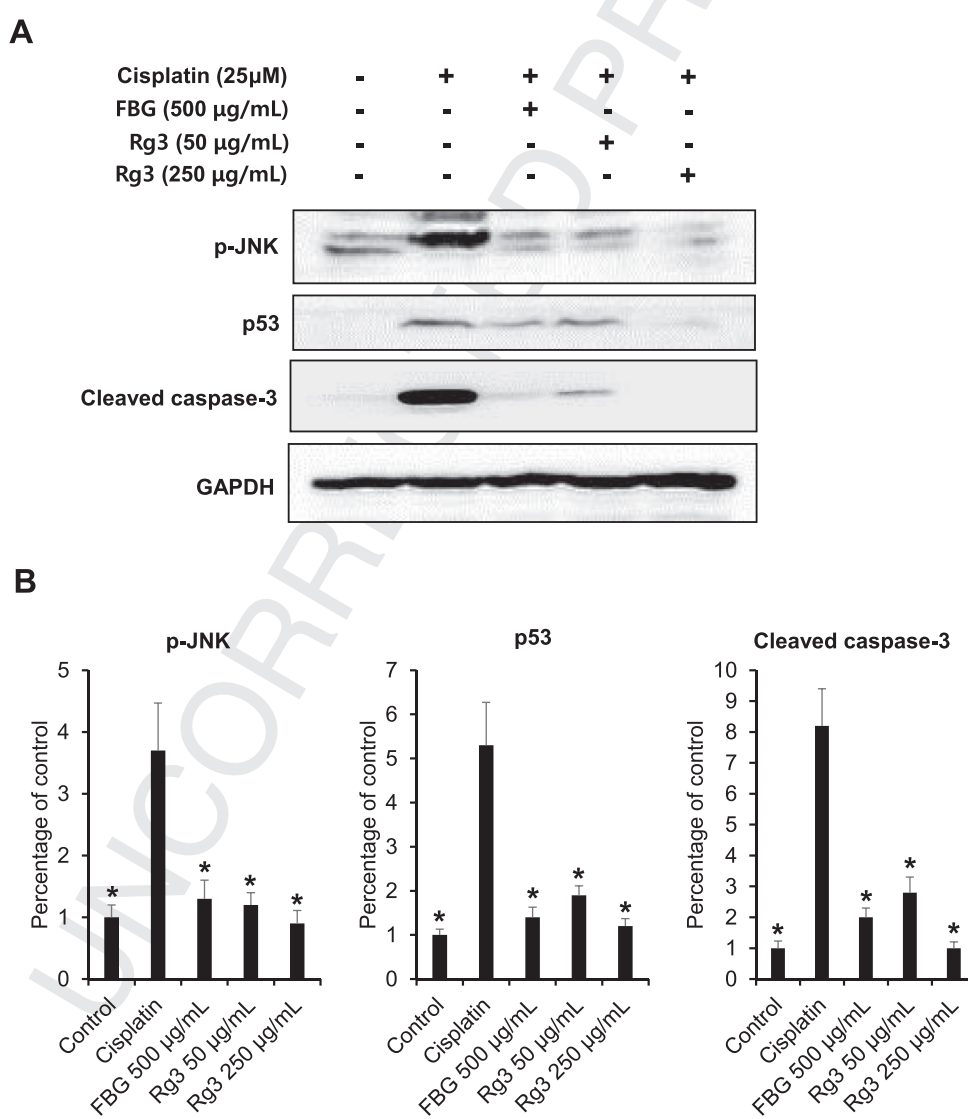 A
Cisplatin (25µM) - + + + +
FBG (500 µg/mL) - - + - -
Rg3 (50 µg/mL) - - - + -
Rg3 (250 µg/mL) - - - - +
p-JNK
p53
Cleaved caspase-3
GAPDH
UNCORRECTED PR
B
p-JNK
Percentage of control
5
4
3
2
1
0
* * * *
Control
Cisplatin
FBG 500 µg/mL
Rg3 50 µg/mL
Rg3 250 µg/mL
p53
Percentage of control
7
6
5
4
3
2
1
0
* * * *
Control
Cisplatin
FBG 500 µg/mL
Rg3 50 µg/mL
Rg3 250 µg/mL
Cleaved caspase-3
Percentage of control
10
9
8
7
6
5
4
3
2
1
0
* * * *
Control
Cisplatin
FBG 500 µg/mL
Rg3 50 µg/mL
Rg3 250 µg/mL